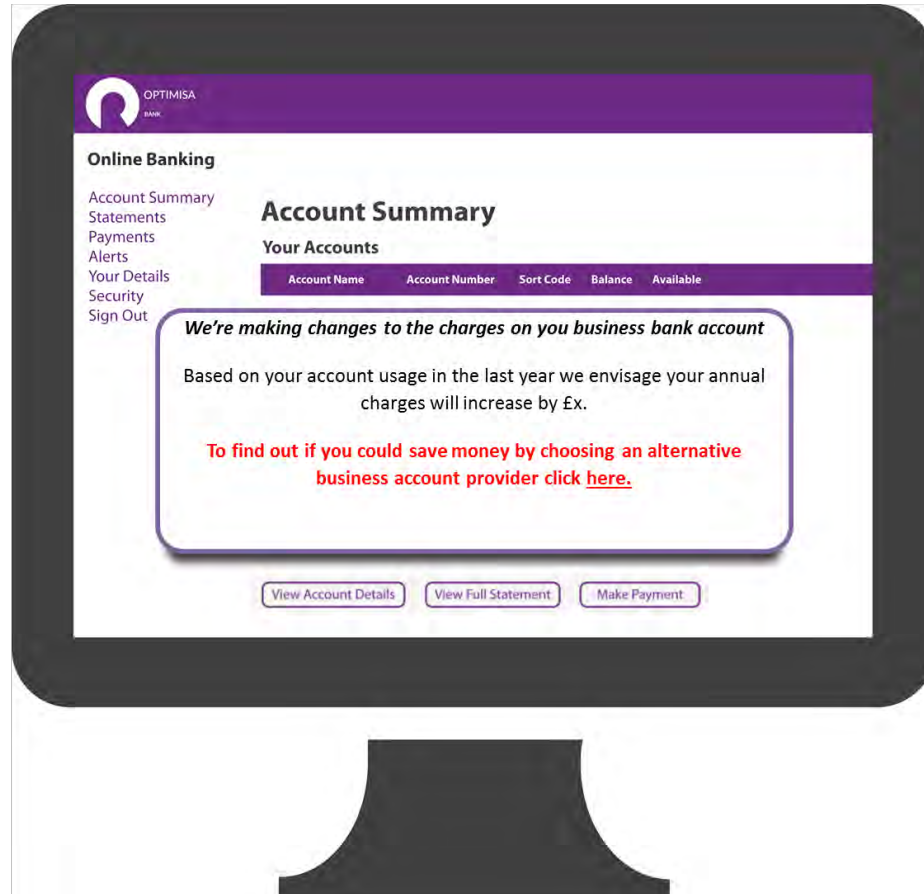 OPTIMISA
BANK
Online Banking
Account Summary
Statements
Payments
Alerts
Your Details
Security
Sign Out
Account Summary
Your Accounts
Account Name Account Number Sort Code Balance Available
We're making changes to the charges on you business bank account
Based on your account usage in the last year we envisage your annual
charges will increase by £x.
To find out if you could save money by choosing an alternative
business account provider click here.
View Account Details View Full Statement Make Payment